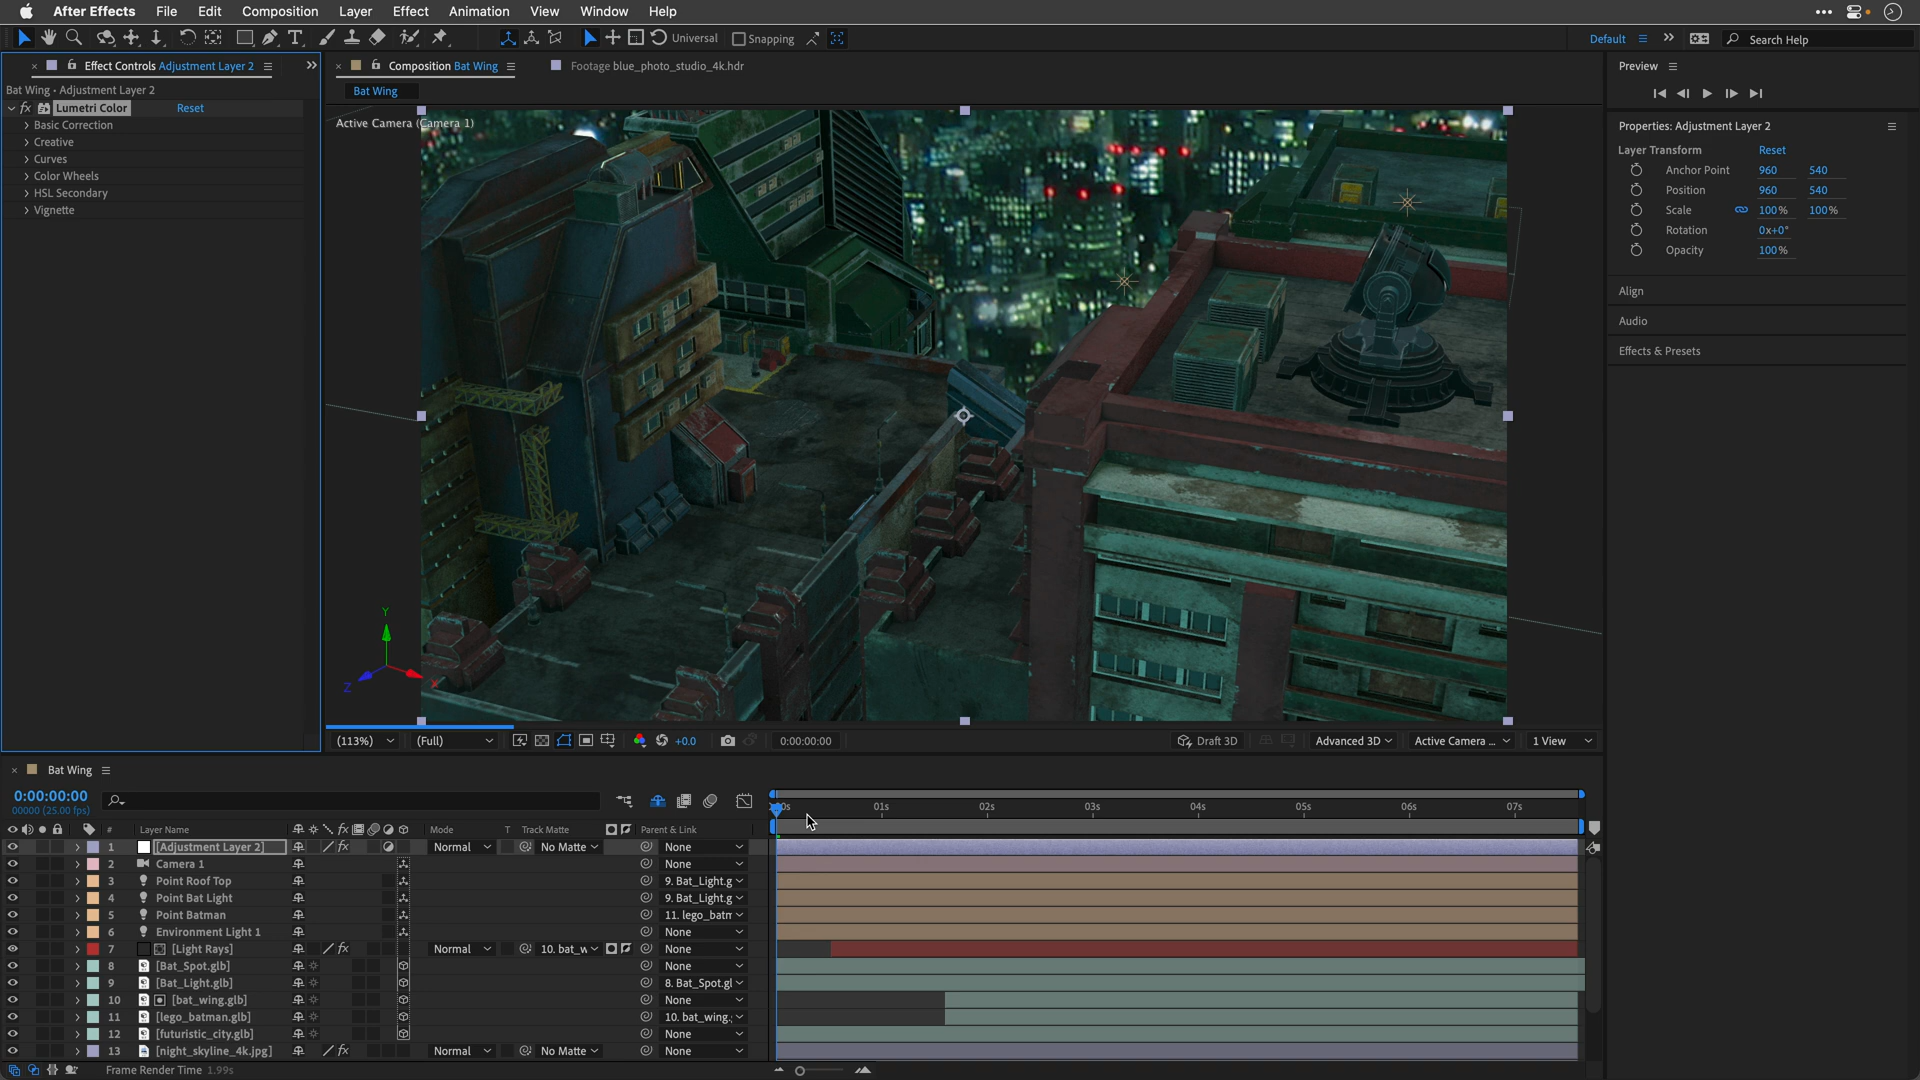 After Effects File Edit Composition Layer Effect Animation View Window Help
Universal Snapping Default Search Help
Effect Controls Adjustment Layer 2
Composition Bat Wing
Footage blue_photo_studio_4k.hdr
Preview
Bat Wing • Adjustment Layer 2
Bat Wing
fx Lumetri Color Reset
Basic Correction
Creative
Curves
Color Wheels
HSL Secondary
Vignette
Active Camera (Camera 1)
Y
Z
X
Properties: Adjustment Layer 2
Layer Transform Reset
Anchor Point 960 540
Position 960 540
Scale 100% 100%
Rotation 0x+0°
Opacity 100%
Align
Audio
Effects & Presets
(113%) (Full) +0.0 0:00:00:00 Draft 3D Advanced 3D Active Camera ... 1 View
Bat Wing
0:00:00:00
00000 (25.00 fps)
0s 01s 02s 03s 04s 05s 06s 07s
# Layer Name fx Mode T Track Matte Parent & Link
1 [Adjustment Layer 2] fx Normal No Matte None
2 Camera 1 None
3 Point Roof Top 9. Bat_Light.g
4 Point Bat Light 9. Bat_Light.g
5 Point Batman 11. lego_batm
6 Environment Light 1 None
7 [Light Rays] fx Normal 10. bat_w None
8 [Bat_Spot.glb] None
9 [Bat_Light.glb] 8. Bat_Spot.gl
10 [bat_wing.glb] None
11 [lego_batman.glb] 10. bat_wing.
12 [futuristic_city.glb] None
13 [night_skyline_4k.jpg] fx Normal No Matte None
Frame Render Time 1.99s